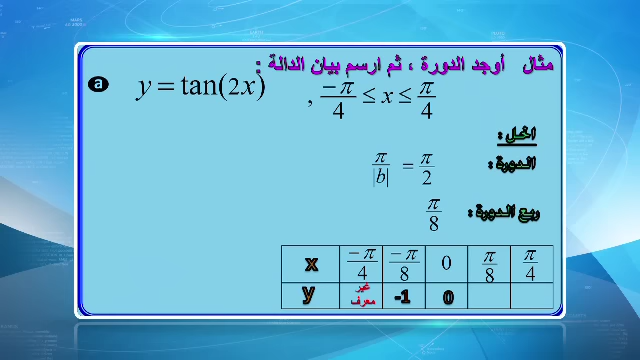 مثال أوجد الدورة ، ثم ارسم بيان الدالة :
a y = tan(2x) , -π/4 ≤ x ≤ π/4
الحل :
الدورة : π/|b| = π/2
ربع الدورة : π/8
x -π/4 -π/8 0 π/8 π/4
y غير معرف -1 0